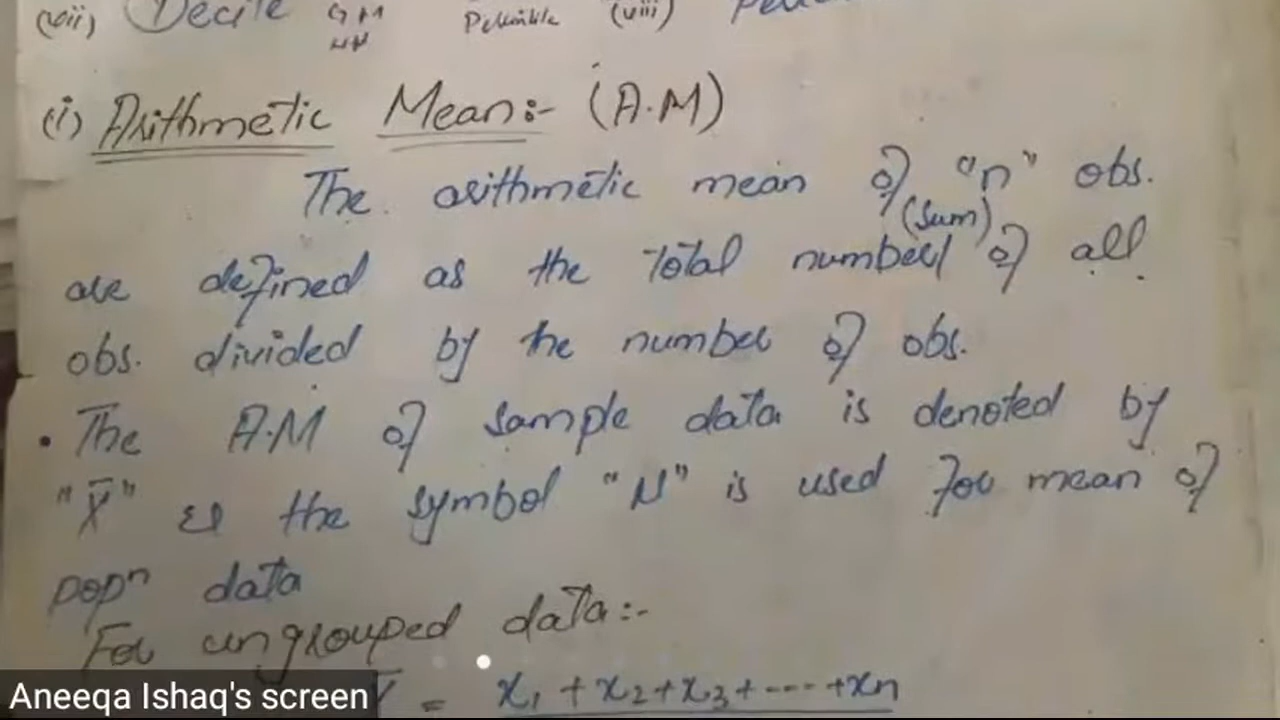 (vii) Decile G M (viii)
(i) Arithmetic Mean:- (A.M)
The arithmetic mean of "n" obs.
(Sum)
are defined as the total number of all
obs. divided by the number of obs.
• The A.M of sample data is denoted by
"X̄" & the symbol "μ" is used for mean of
popⁿ data
For ungrouped data:-
= x₁ + x₂ + x₃ + ---- + xn
Aneeqa Ishaq's screen